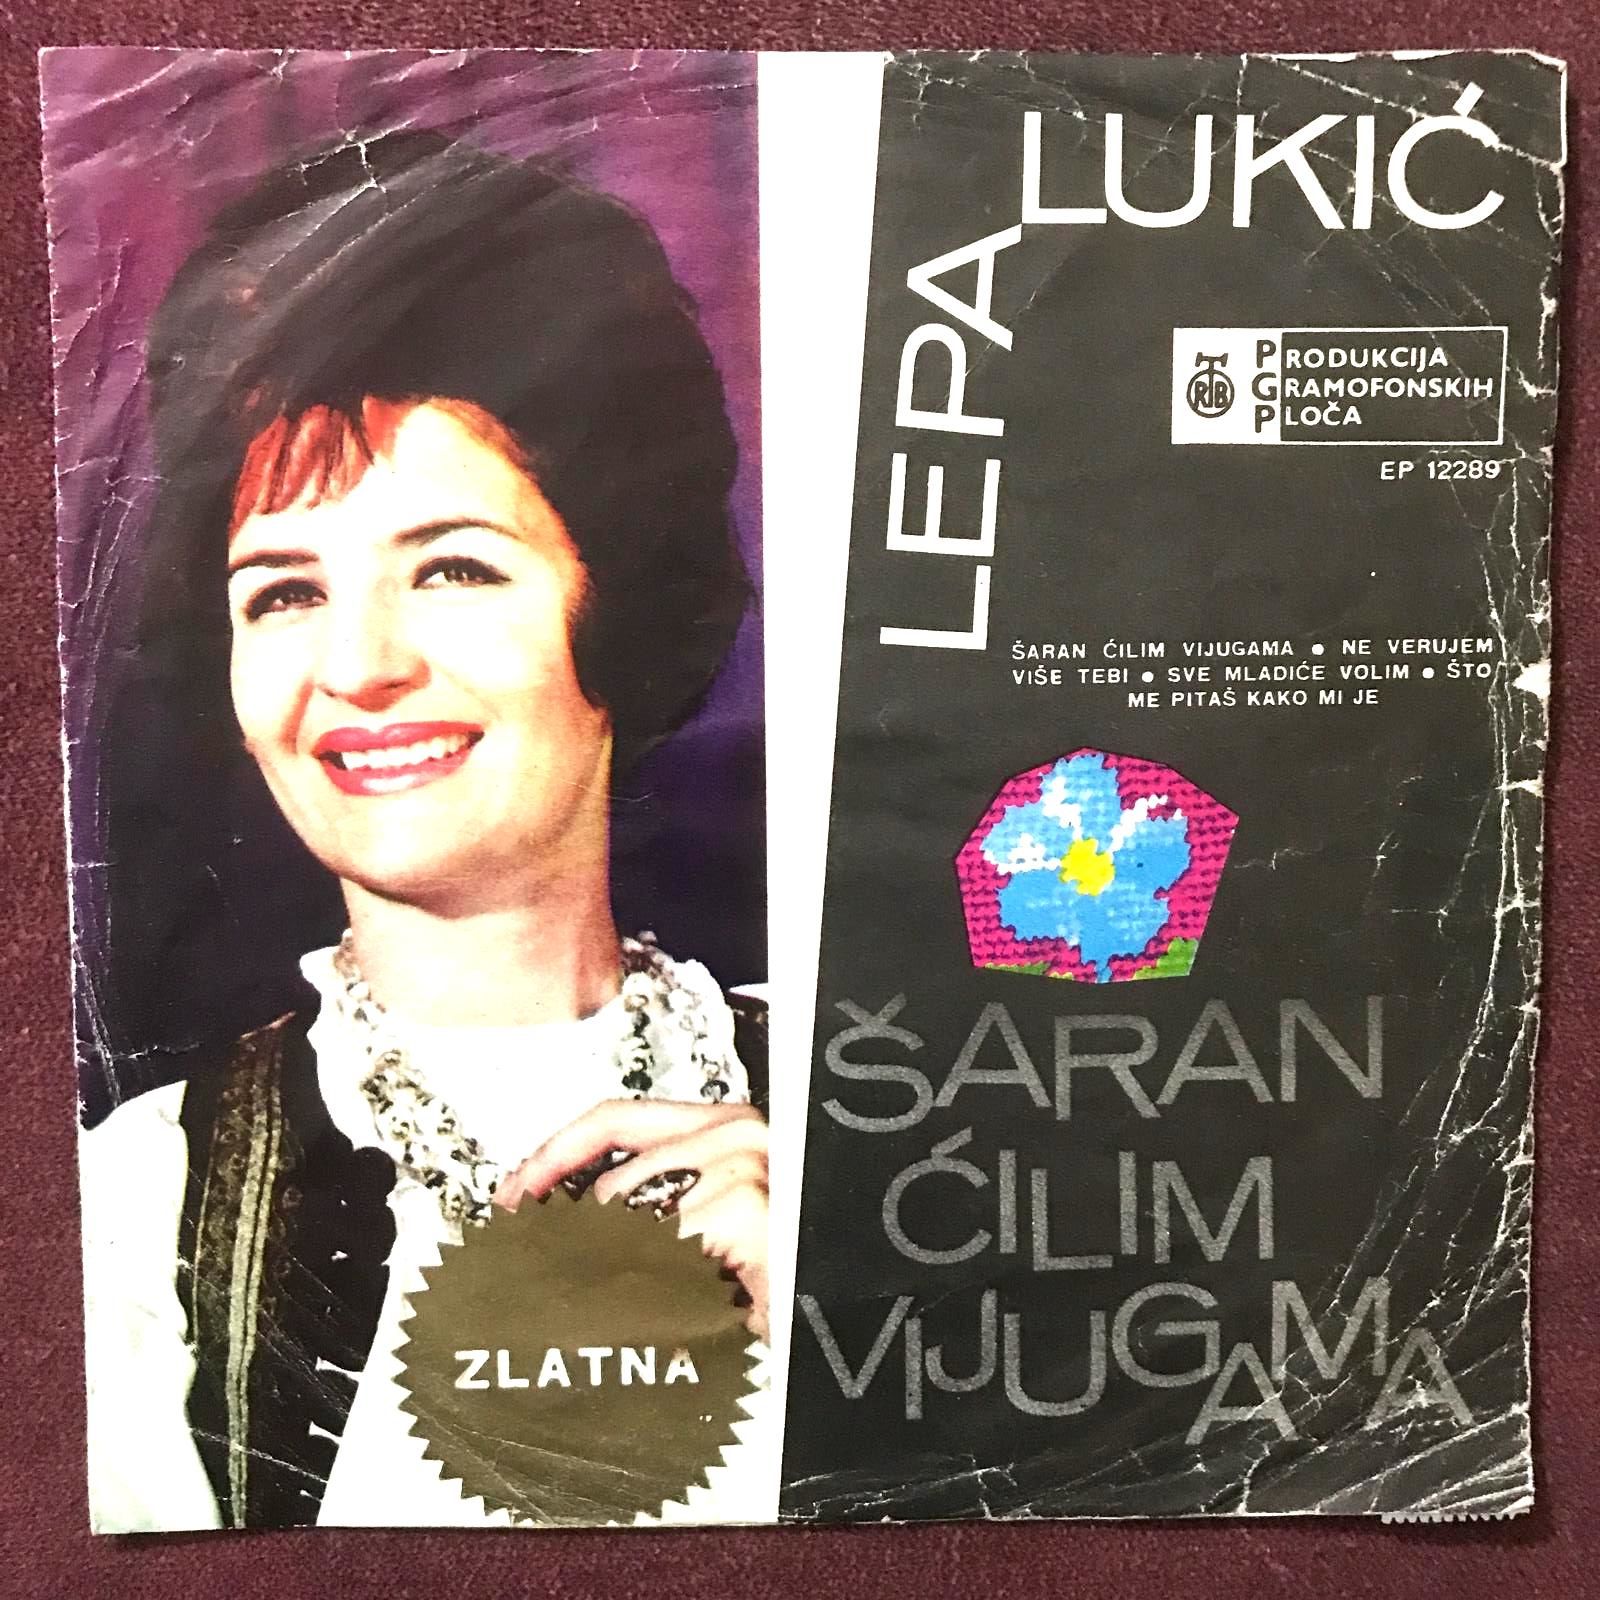 LEPA LUKIĆ
RTB
PRODUKCIJA
GRAMOFONSKIH
PLOČA
EP 12289
ŠARAN ĆILIM VIJUGAMA ● NE VERUJEM
VIŠE TEBI ● SVE MLADIĆE VOLIM ● ŠTO
ME PITAŠ KAKO MI JE
ŠARAN
ĆILIM
VIJUGAMA
ZLATNA